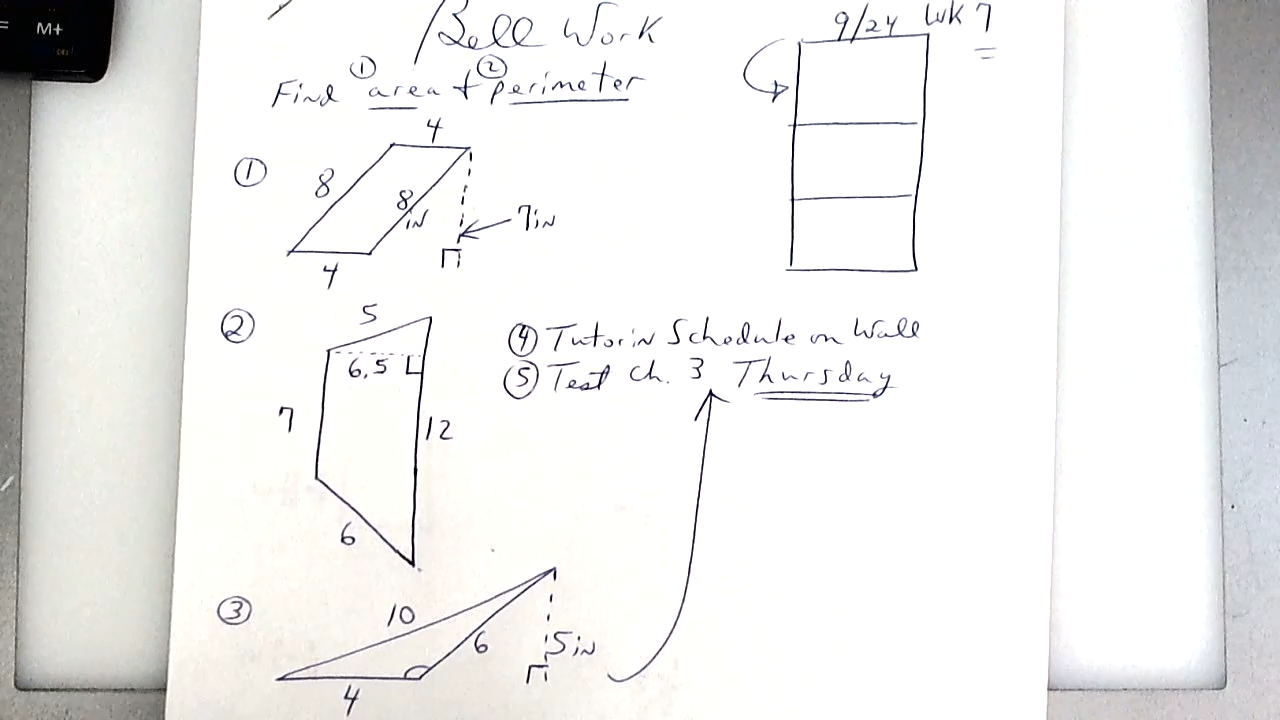 = M+
Bell Work
9/24 Wk 7
① ②
Find area + perimeter
①
4
8
8
in
7in
4
②
5
6.5
7
12
6
④ Tutorin Schedule on Wall
⑤ Test Ch. 3 Thursday
③
10
6
5in
4